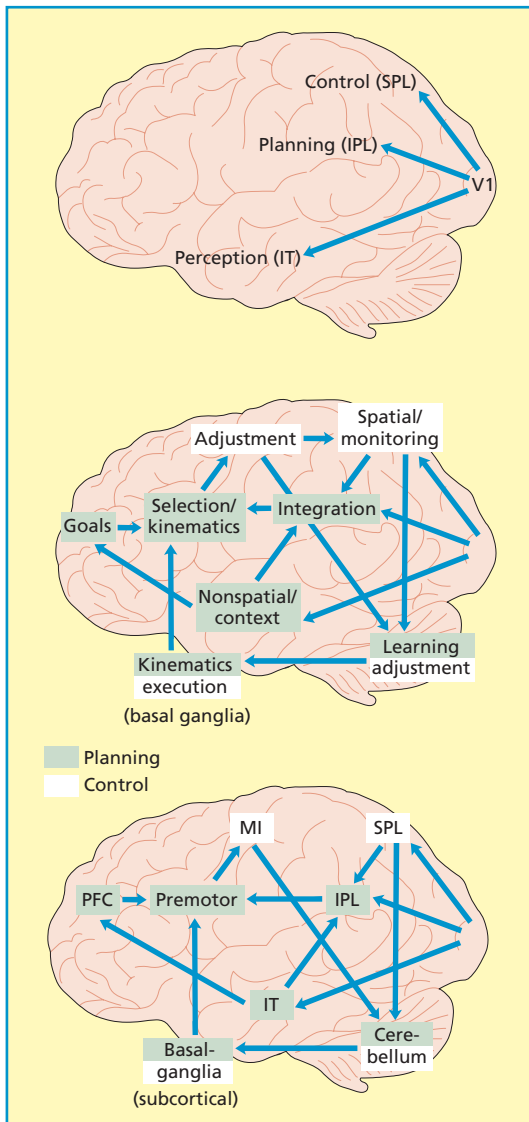 Control (SPL)
Planning (IPL)
V1
Perception (IT)
Spatial/
monitoring
Adjustment
Selection/
kinematics
Integration
Goals
Nonspatial/
context
Learning
adjustment
Kinematics
execution
(basal ganglia)
Planning
Control
MI
SPL
PFC
Premotor
IPL
IT
Cere-
bellum
Basal-
ganglia
(subcortical)